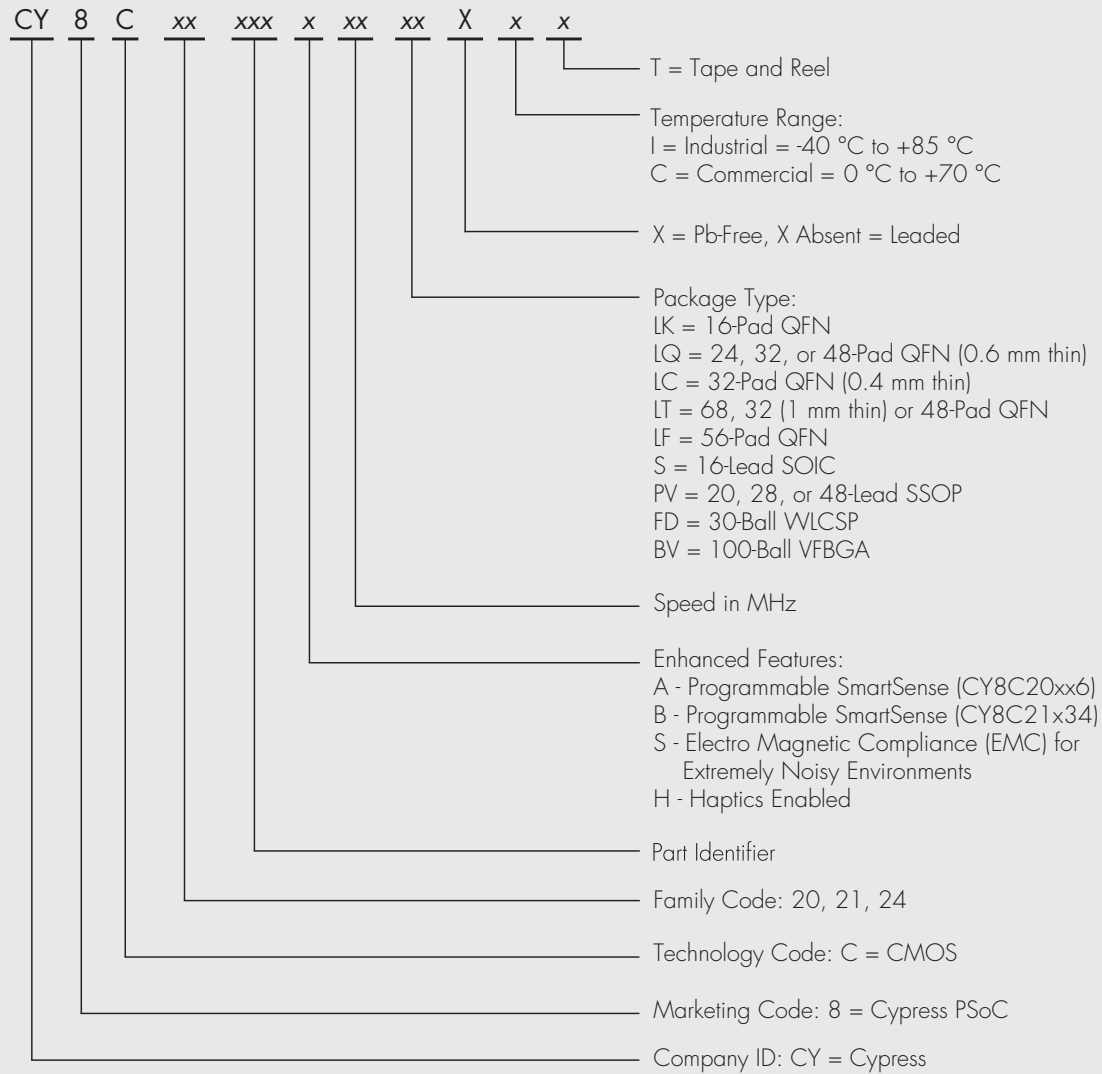 CY 8 C xx xxx x xx xx X x x
T = Tape and Reel
Temperature Range:
I = Industrial = -40 °C to +85 °C
C = Commercial = 0 °C to +70 °C
X = Pb-Free, X Absent = Leaded
Package Type:
LK = 16-Pad QFN
LQ = 24, 32, or 48-Pad QFN (0.6 mm thin)
LC = 32-Pad QFN (0.4 mm thin)
LT = 68, 32 (1 mm thin) or 48-Pad QFN
LF = 56-Pad QFN
S = 16-Lead SOIC
PV = 20, 28, or 48-Lead SSOP
FD = 30-Ball WLCSP
BV = 100-Ball VFBGA
Speed in MHz
Enhanced Features:
A - Programmable SmartSense (CY8C20xx6)
B - Programmable SmartSense (CY8C21x34)
S - Electro Magnetic Compliance (EMC) for
Extremely Noisy Environments
H - Haptics Enabled
Part Identifier
Family Code: 20, 21, 24
Technology Code: C = CMOS
Marketing Code: 8 = Cypress PSoC
Company ID: CY = Cypress